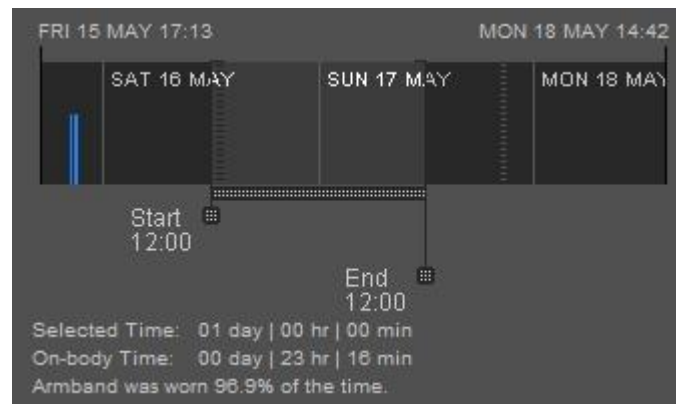 FRI 15 MAY 17:13 MON 18 MAY 14:42
SAT 16 MAY SUN 17 MAY MON 18 MAY
Start
12:00
End
12:00
Selected Time: 01 day | 00 hr | 00 min
On-body Time: 00 day | 23 hr | 16 min
Armband was worn 96.9% of the time.